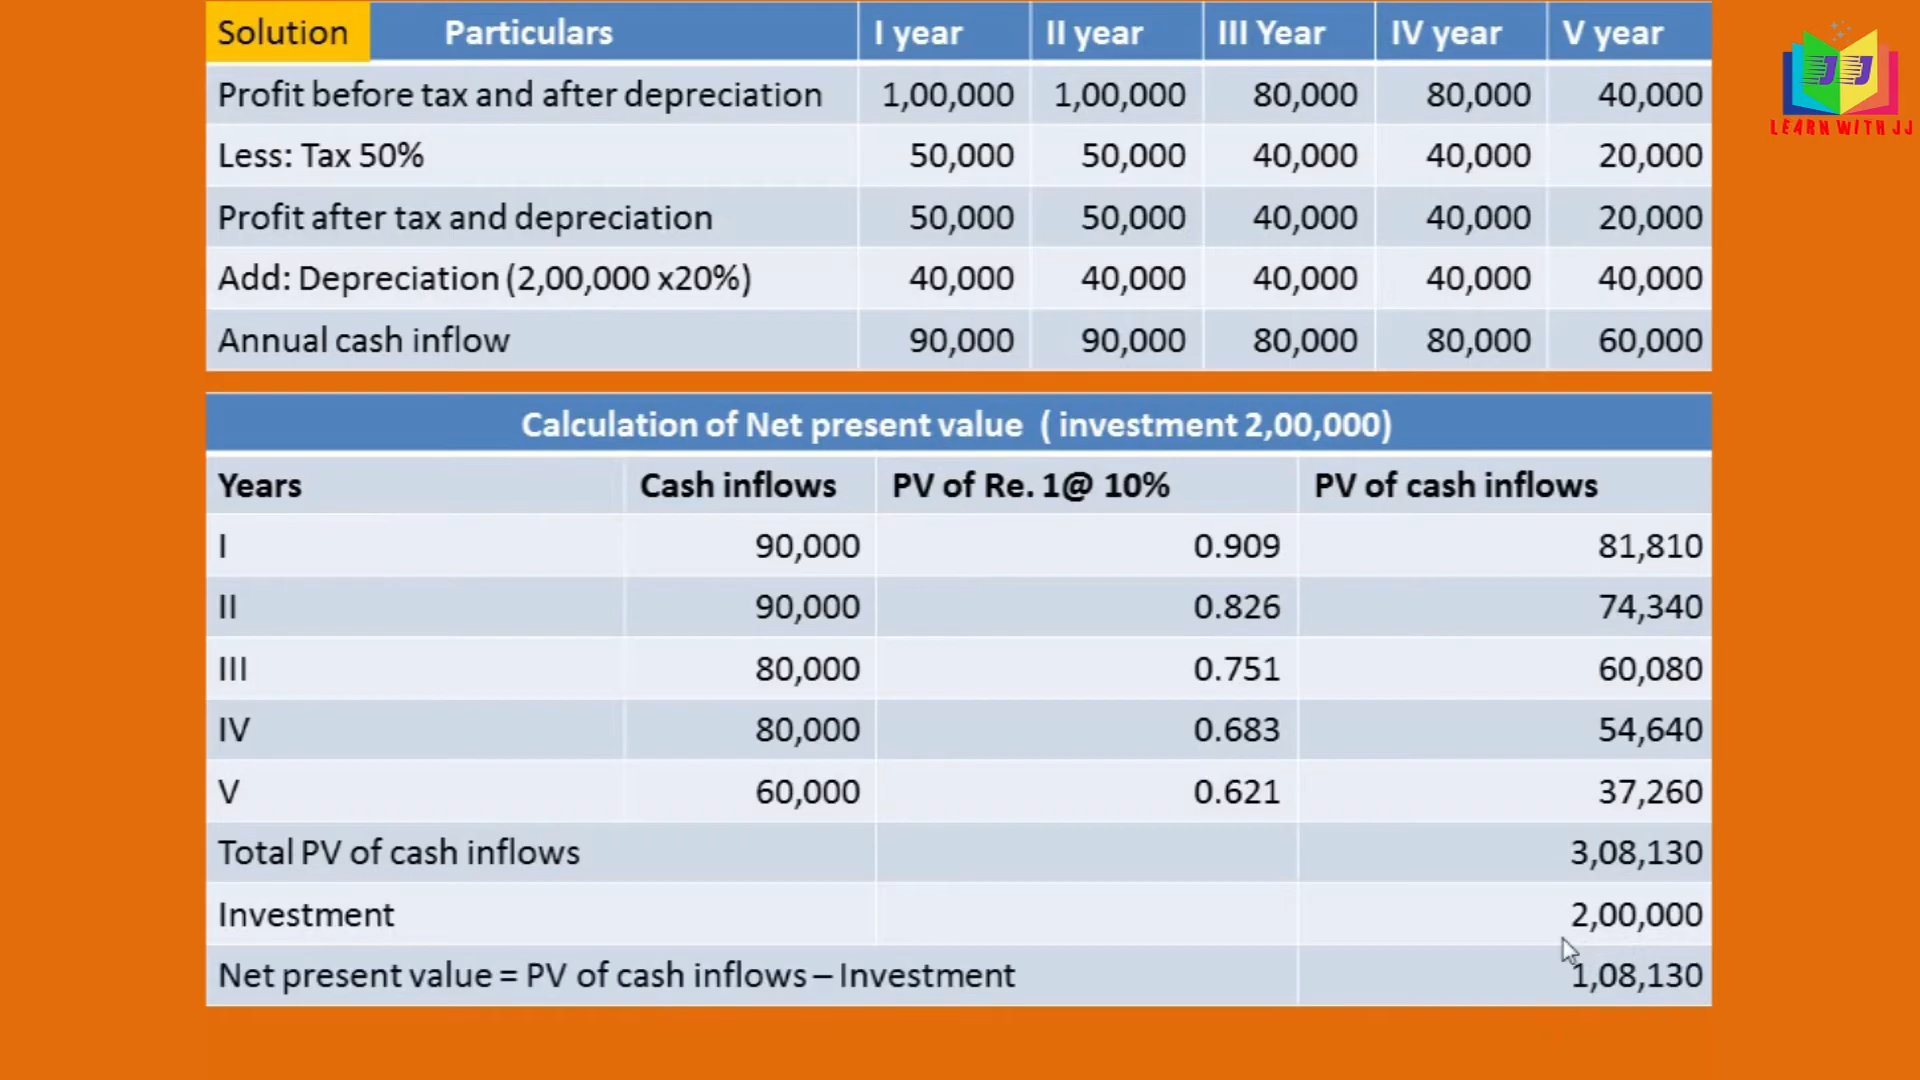 Solution Particulars I year II year III Year IV year V year
Profit before tax and after depreciation 1,00,000 1,00,000 80,000 80,000 40,000
Less: Tax 50% 50,000 50,000 40,000 40,000 20,000
Profit after tax and depreciation 50,000 50,000 40,000 40,000 20,000
Add: Depreciation (2,00,000 x20%) 40,000 40,000 40,000 40,000 40,000
Annual cash inflow 90,000 90,000 80,000 80,000 60,000
Calculation of Net present value ( investment 2,00,000)
Years Cash inflows PV of Re. 1@ 10% PV of cash inflows
I 90,000 0.909 81,810
II 90,000 0.826 74,340
III 80,000 0.751 60,080
IV 80,000 0.683 54,640
V 60,000 0.621 37,260
Total PV of cash inflows 3,08,130
Investment 2,00,000
Net present value = PV of cash inflows – Investment 1,08,130
JJ
LEARN WITH JJ